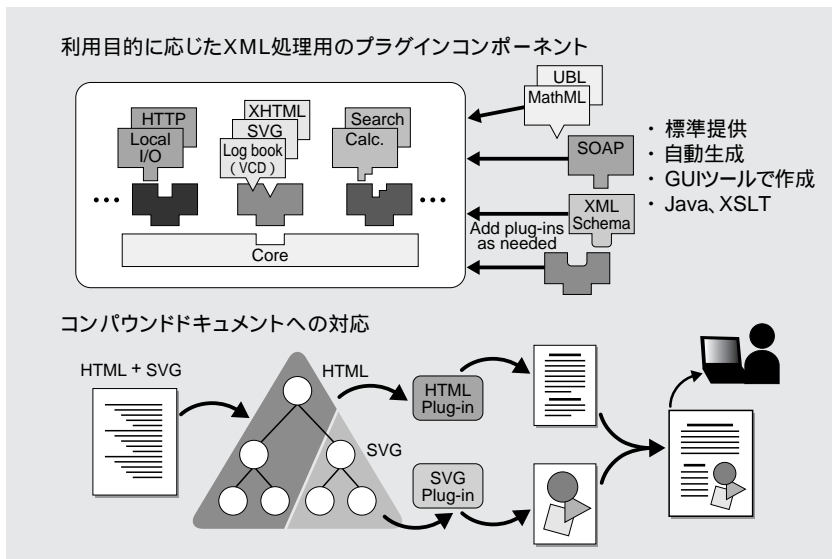 利用目的に応じたXML処理用のプラグインコンポーネント
HTTP
Local
I/O
XHTML
SVG
Log book
(VCD)
Search
Calc.
…
…
Core
UBL
MathML
SOAP
XML
Schema
Add plug-ins
as needed
・ 標準提供
・ 自動生成
・ GUIツールで作成
・ Java、XSLT
コンパウンドドキュメントへの対応
HTML + SVG
HTML
SVG
HTML
Plug-in
SVG
Plug-in